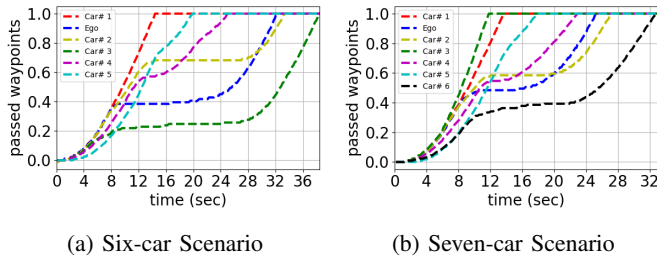 1.0
0.8
0.6
0.4
0.2
0.0
passed waypoints
Car# 1
Ego
Car# 2
Car# 3
Car# 4
Car# 5
0 4 8 12 16 20 24 28 32 36
time (sec)
(a) Six-car Scenario
1.0
0.8
0.6
0.4
0.2
0.0
passed waypoints
Car# 1
Ego
Car# 2
Car# 3
Car# 4
Car# 5
Car# 6
0 4 8 12 16 20 24 28 32
time (sec)
(b) Seven-car Scenario